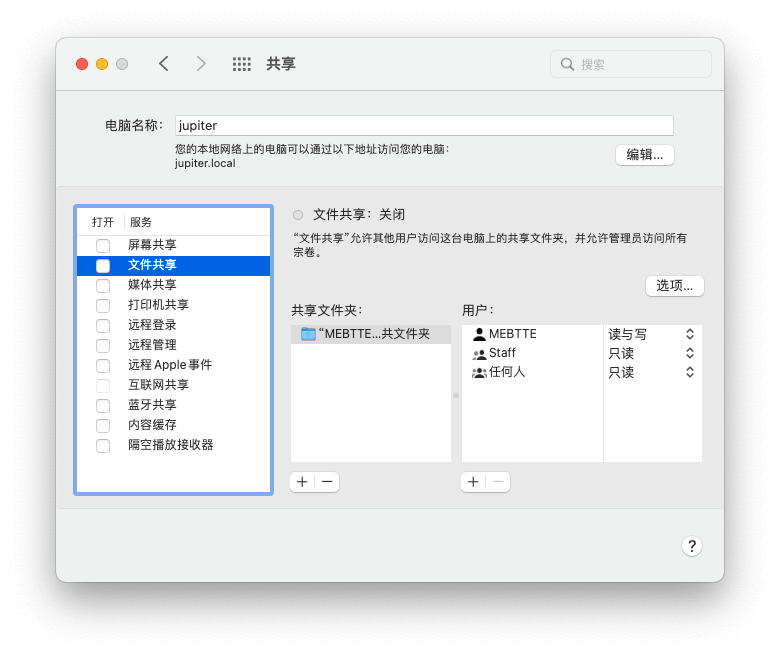 共享
搜索
电脑名称：
jupiter
您的本地网络上的电脑可以通过以下地址访问您的电脑：
jupiter.local
编辑...
打开 服务
屏幕共享
文件共享
媒体共享
打印机共享
远程登录
远程管理
远程 Apple 事件
互联网共享
蓝牙共享
内容缓存
隔空播放接收器
文件共享：关闭
“文件共享”允许其他用户访问这台电脑上的共享文件夹，并允许管理员访问所有
宗卷。
选项...
共享文件夹：
“MEBTTE...共文件夹
用户：
MEBTTE 读与写
Staff 只读
任何人 只读
+ −
+ −
?